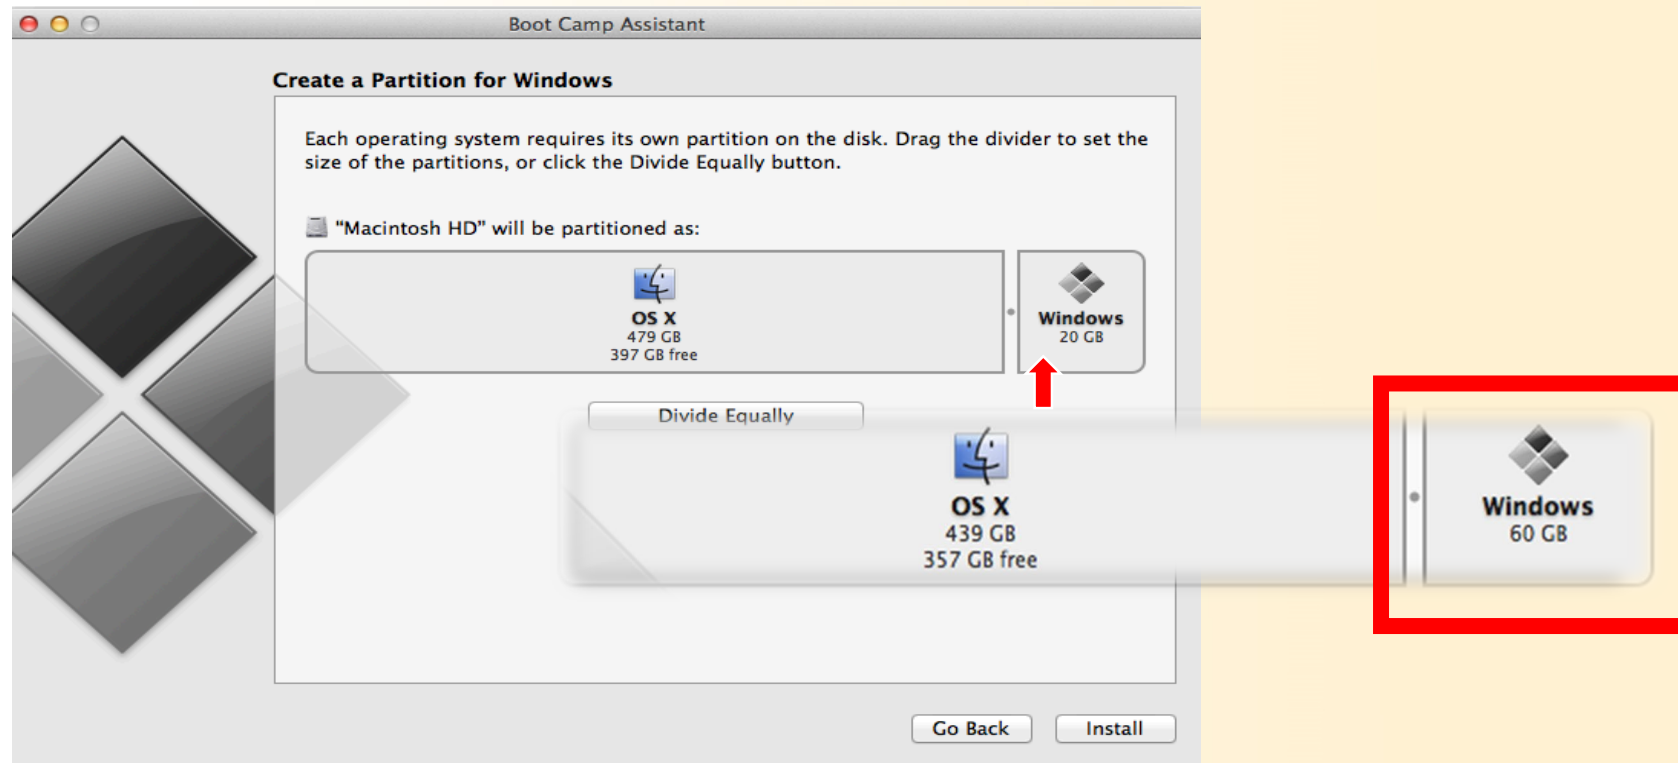 Boot Camp Assistant
Create a Partition for Windows
Each operating system requires its own partition on the disk. Drag the divider to set the
size of the partitions, or click the Divide Equally button.
“Macintosh HD” will be partitioned as:
OS X
479 GB
397 GB free
Windows
20 GB
Divide Equally
OS X
439 GB
357 GB free
Windows
60 GB
Go Back
Install